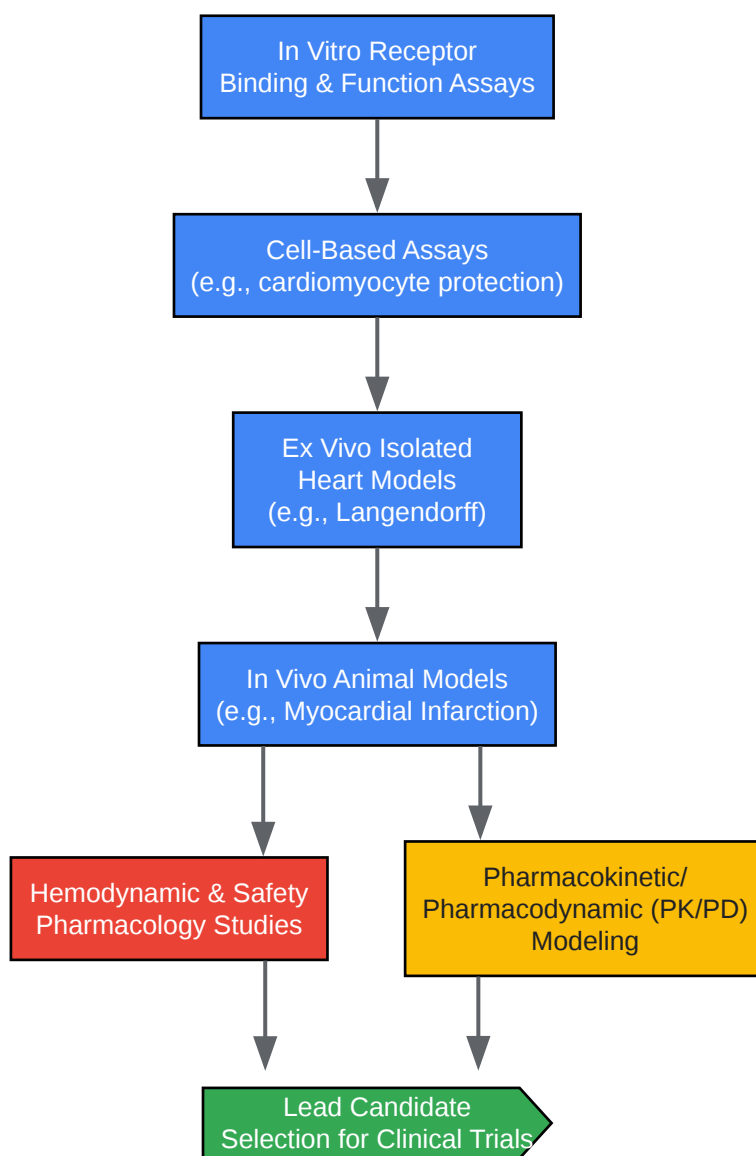 In Vitro Receptor
Binding & Function Assays
Cell-Based Assays
(e.g., cardiomyocyte protection)
Ex Vivo Isolated
Heart Models
(e.g., Langendorff)
In Vivo Animal Models
(e.g., Myocardial Infarction)
Hemodynamic & Safety
Pharmacology Studies
Pharmacokinetic/
Pharmacodynamic (PK/PD)
Modeling
Lead Candidate
Selection for Clinical Trials